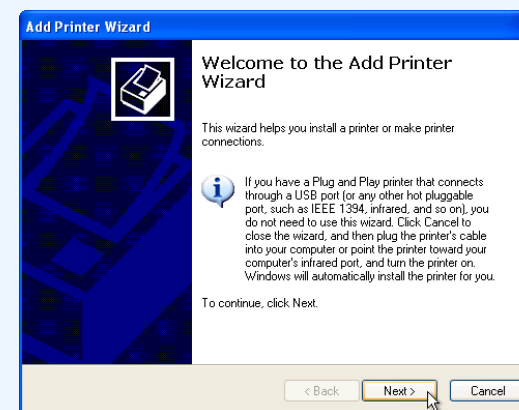 Add Printer Wizard
Welcome to the Add Printer
Wizard
This wizard helps you install a printer or make printer
connections.
If you have a Plug and Play printer that connects
through a USB port (or any other hot pluggable
port, such as IEEE 1394, infrared, and so on), you
do not need to use this wizard. Click Cancel to
close the wizard, and then plug the printer's cable
into your computer or point the printer toward your
computer's infrared port, and turn the printer on.
Windows will automatically install the printer for you.
To continue, click Next.
< Back Next > Cancel